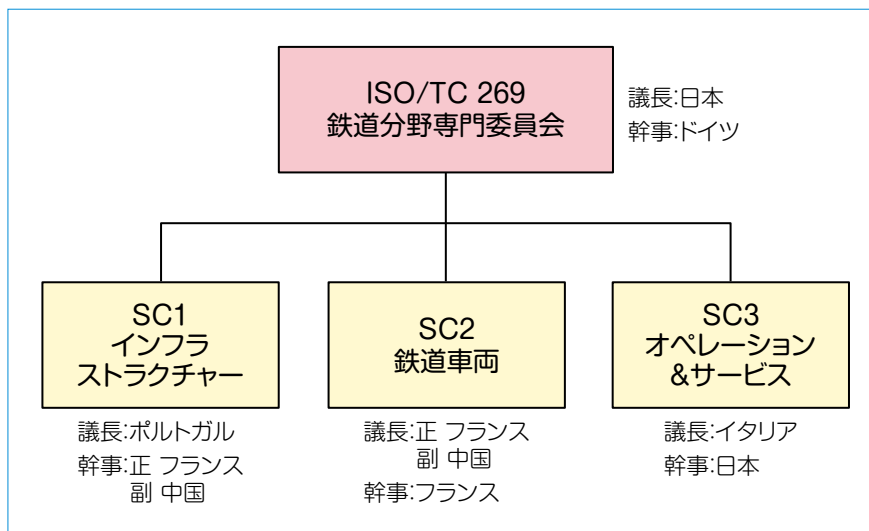 ISO/TC 269
鉄道分野専門委員会
議長:日本
幹事:ドイツ
SC1
インフラ
ストラクチャー
議長:ポルトガル
幹事:正 フランス
副 中国
SC2
鉄道車両
議長:正 フランス
副 中国
幹事:フランス
SC3
オペレーション
&サービス
議長:イタリア
幹事:日本